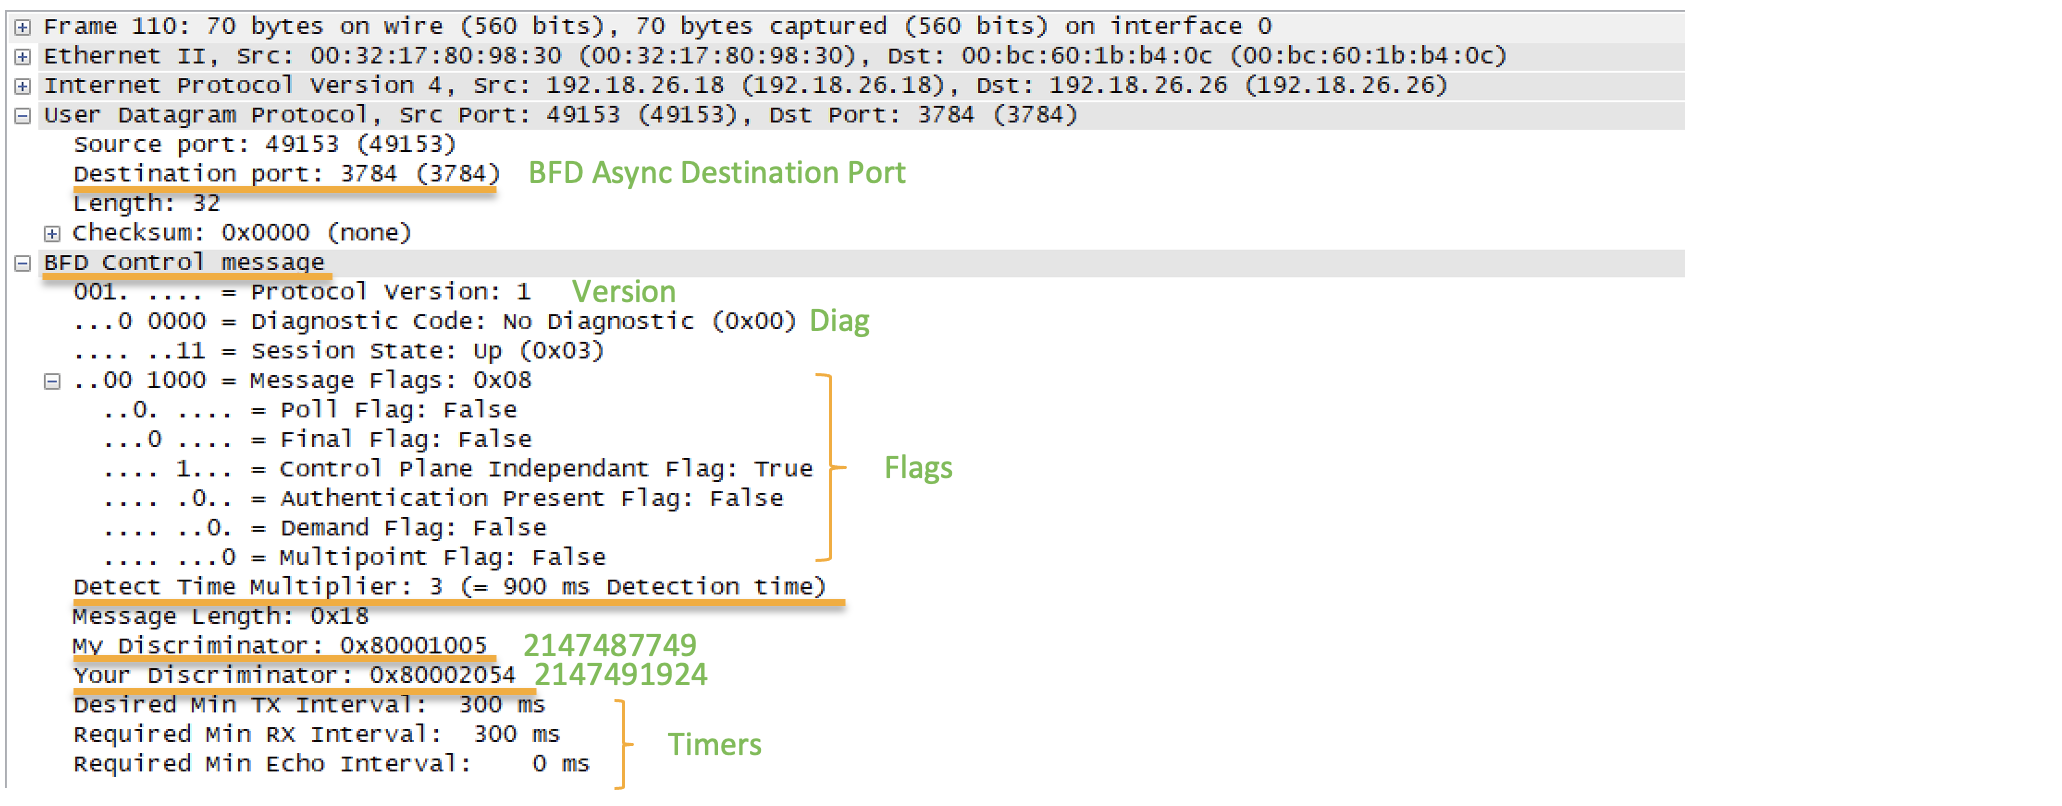 Frame 110: 70 bytes on wire (560 bits), 70 bytes captured (560 bits) on interface 0
Ethernet II, Src: 00:32:17:80:98:30 (00:32:17:80:98:30), Dst: 00:bc:60:1b:b4:0c (00:bc:60:1b:b4:0c)
Internet Protocol Version 4, Src: 192.18.26.18 (192.18.26.18), Dst: 192.18.26.26 (192.18.26.26)
User Datagram Protocol, Src Port: 49153 (49153), Dst Port: 3784 (3784)
Source port: 49153 (49153)
Destination port: 3784 (3784) BFD Async Destination Port
Length: 32
Checksum: 0x0000 (none)
BFD Control message
001. .... = Protocol Version: 1 Version
...0 0000 = Diagnostic Code: No Diagnostic (0x00) Diag
.... ..11 = Session State: Up (0x03)
..00 1000 = Message Flags: 0x08
..0. .... = Poll Flag: False
...0 .... = Final Flag: False
.... 1... = Control Plane Independant Flag: True Flags
.... .0.. = Authentication Present Flag: False
.... ..0. = Demand Flag: False
.... ...0 = Multipoint Flag: False
Detect Time Multiplier: 3 (= 900 ms Detection time)
Message Length: 0x18
My Discriminator: 0x80001005 2147487749
Your Discriminator: 0x80002054 2147491924
Desired Min TX Interval: 300 ms
Required Min RX Interval: 300 ms Timers
Required Min Echo Interval: 0 ms